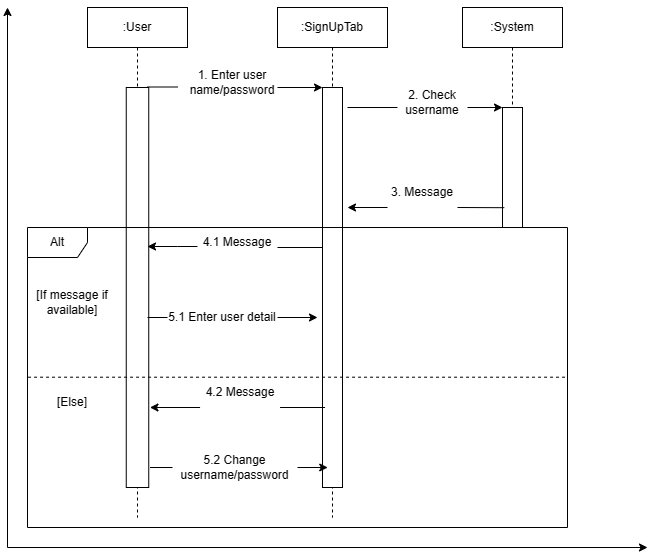 :User
:SignUpTab
:System
1. Enter user
name/password
2. Check
username
3. Message
Alt
4.1 Message
[If message if
available]
5.1 Enter user detail
4.2 Message
[Else]
5.2 Change
username/password